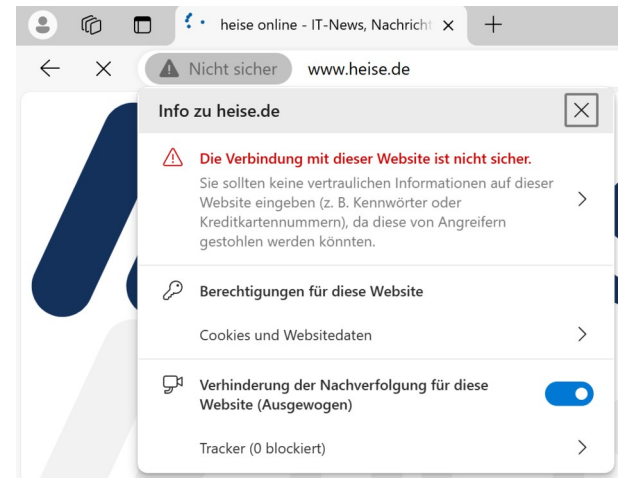 heise online - IT-News, Nachricht
Nicht sicher www.heise.de
Info zu heise.de
Die Verbindung mit dieser Website ist nicht sicher.
Sie sollten keine vertraulichen Informationen auf dieser
Website eingeben (z. B. Kennwörter oder
Kreditkartennummern), da diese von Angreifern
gestohlen werden könnten.
Berechtigungen für diese Website
Cookies und Websitedaten
Verhinderung der Nachverfolgung für diese
Website (Ausgewogen)
Tracker (0 blockiert)